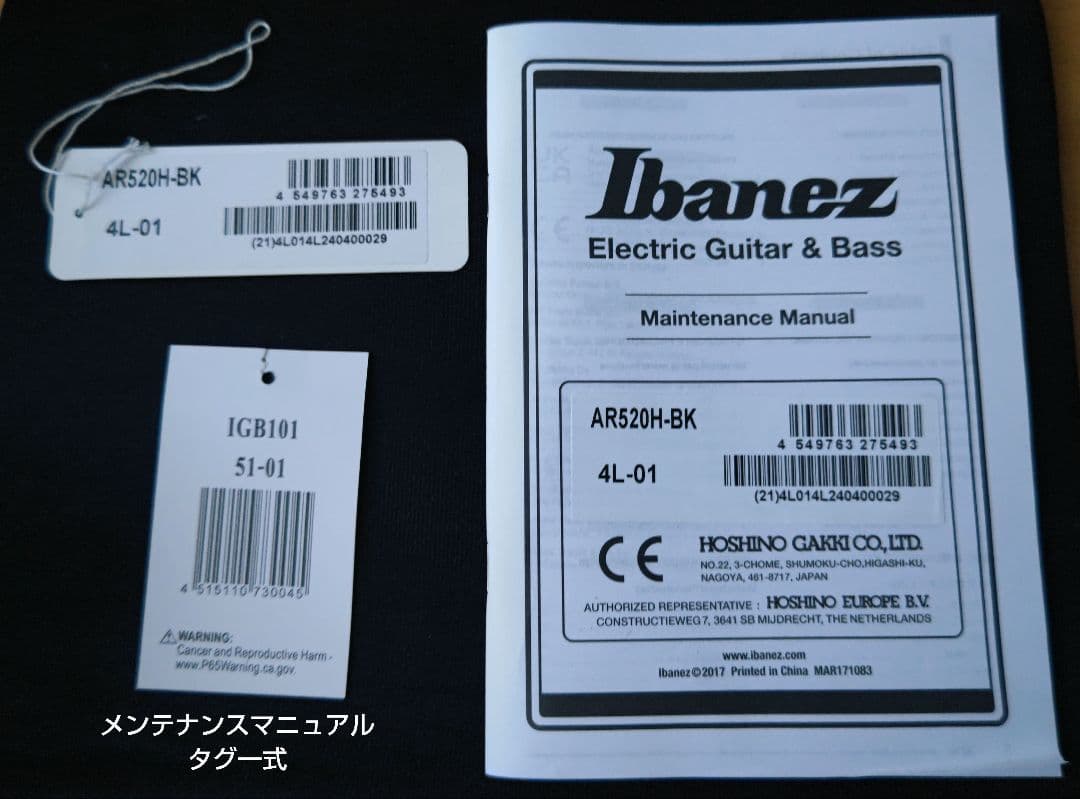 AR520H-BK
4 549763 275493
4L-01
(21)4L014L240400029
IGB101
51-01
4 515110 730045
⚠WARNING:
Cancer and Reproductive Harm -
www.P65Warning.ca.gov.
メンテナンスマニュアル
タグ一式
Ibanez
Electric Guitar & Bass
Maintenance Manual
AR520H-BK
4 549763 275493
4L-01
(21)4L014L240400029
CE
HOSHINO GAKKI CO.,LTD.
NO.22, 3-CHOME, SHUMOKU-CHO,HIGASHI-KU,
NAGOYA, 461-8717, JAPAN
AUTHORIZED REPRESENTATIVE : HOSHINO EUROPE B.V.
CONSTRUCTIEWEG7, 3641 SB MIJDRECHT, THE NETHERLANDS
www.ibanez.com
Ibanez©2017 Printed in China MAR171083